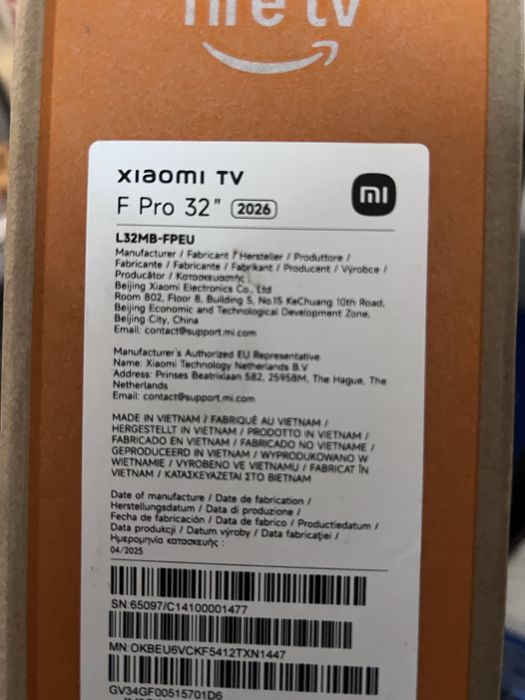 fire tv
xiaomi TV
mi
F Pro 32" 2026
L32MB-FPEU
Manufacturer / Fabricant / Hersteller / Produttore /
Fabricante / Fabricante / Fabrikant / Producent / Výrobce /
Producător / Κατασκευαστής :
Beijing Xiaomi Electronics Co., Ltd
Room 802, Floor 8, Building 5, No.15 KeChuang 10th Road,
Beijing Economic and Technological Development Zone,
Beijing City, China
Email: contact@support.mi.com
Manufacturer's Authorized EU Representative
Name: Xiaomi Technology Netherlands B.V
Address: Prinses Beatrixlaan 582, 2595BM, The Hague, The
Netherlands
Email: contact@support.mi.com
MADE IN VIETNAM / FABRIQUÉ AU VIETNAM /
HERGESTELLT IN VIETNAM / PRODOTTO IN VIETNAM /
FABRICADO EN VIETNAM / FABRICADO NO VIETNAME /
GEPRODUCEERD IN VIETNAM / WYPRODUKOWANO W
WIETNAMIE / VYROBENO VE VIETNAMU / FABRICAT ÎN
VIETNAM / ΚΑΤΑΣΚΕΥΑΖΕΤΑΙ ΣΤΟ ΒΙΕΤΝΑΜ
Date of manufacture / Date de fabrication /
Herstellungsdatum / Data di produzione /
Fecha de fabricación / Data de fabrico / Productiedatum /
Data produkcji / Datum výroby / Data fabricației /
Ημερομηνία κατασκευής :
04/2025
SN:65097/C14100001477
MN:OKBEU6VCKF5412TXN1447
GV34GF00515701D6